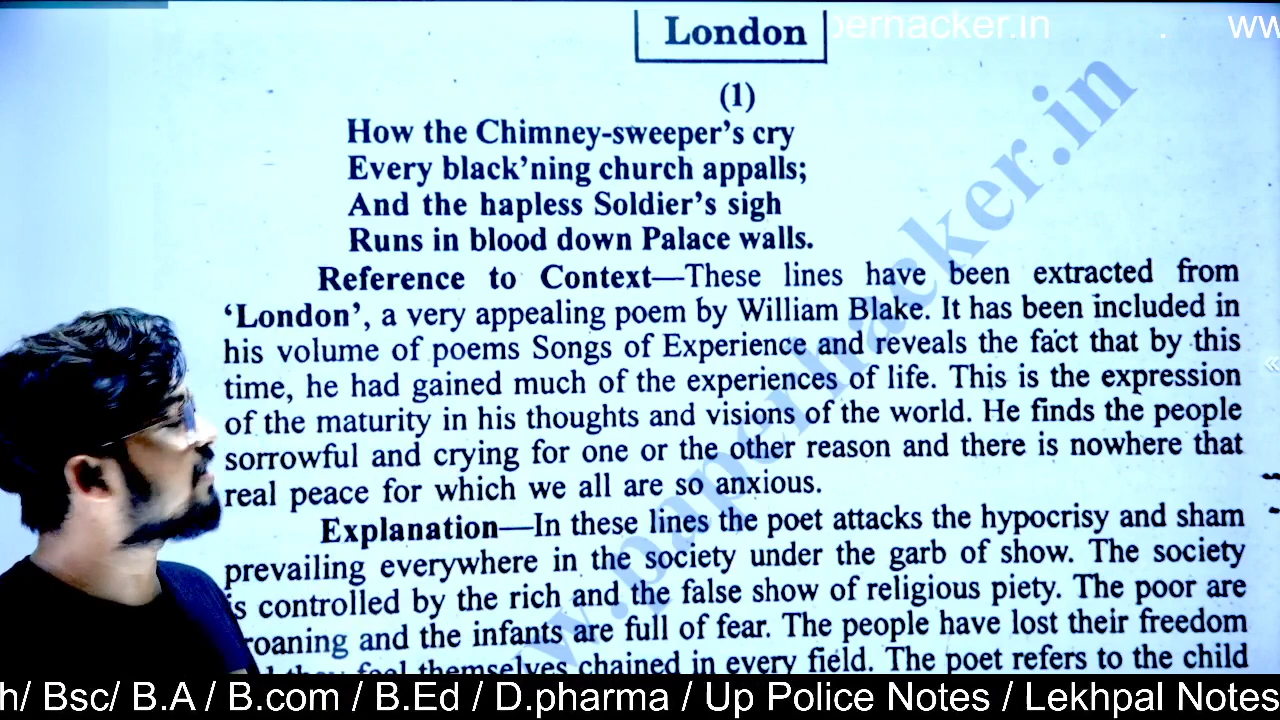 London
pernacker.in . ww
(1)
How the Chimney-sweeper's cry
Every black'ning church appalls;
And the hapless Soldier's sigh
Runs in blood down Palace walls.
Reference to Context—These lines have been extracted from
'London', a very appealing poem by William Blake. It has been included in
his volume of poems Songs of Experience and reveals the fact that by this
time, he had gained much of the experiences of life. This is the expression
of the maturity in his thoughts and visions of the world. He finds the people
sorrowful and crying for one or the other reason and there is nowhere that
real peace for which we all are so anxious.
Explanation—In these lines the poet attacks the hypocrisy and sham
prevailing everywhere in the society under the garb of show. The society
is controlled by the rich and the false show of religious piety. The poor are
roaning and the infants are full of fear. The people have lost their freedom
they feel themselves chained in every field. The poet refers to the child
w.paperhacker.in
h/ Bsc/ B.A / B.com / B.Ed / D.pharma / Up Police Notes / Lekhpal Notes